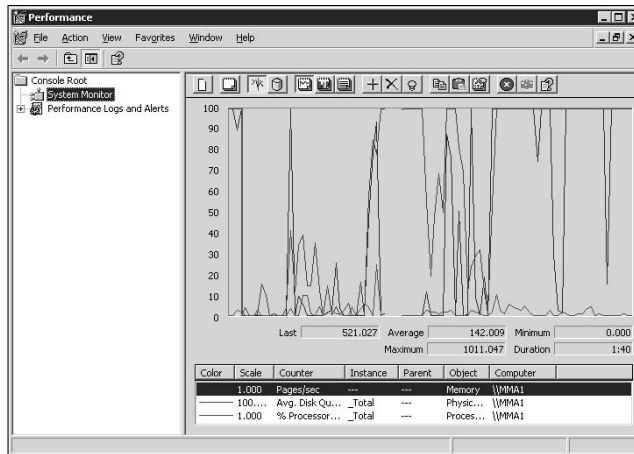 Performance
File Action View Favorites Window Help
Console Root
System Monitor
Performance Logs and Alerts
100
90
80
70
60
50
40
30
20
10
0
Last 521.027 Average 142.009 Minimum 0.000
Maximum 1011.047 Duration 1:40
Color Scale Counter Instance Parent Object Computer
1.000 Pages/sec --- --- Memory \\MMA1
100.... Avg. Disk Qu... _Total --- Physic... \\MMA1
1.000 % Processor... _Total --- Proces... \\MMA1